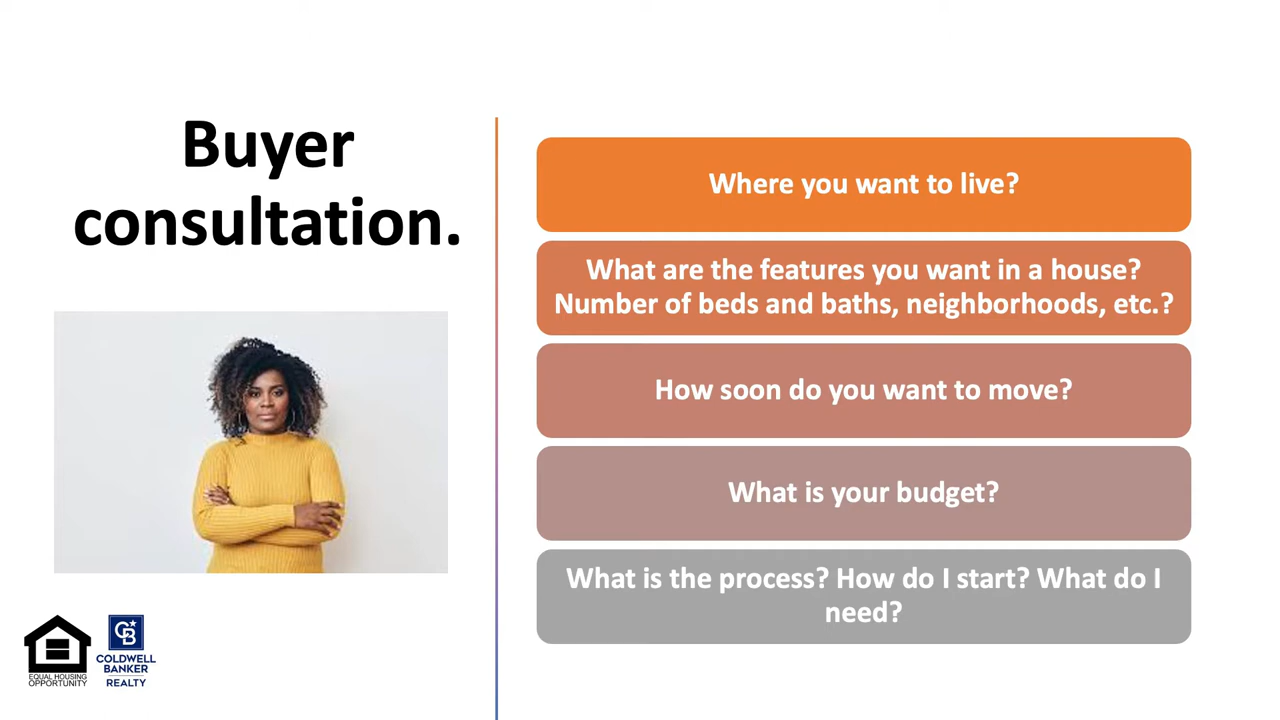 Buyer
consultation.
Where you want to live?
What are the features you want in a house?
Number of beds and baths, neighborhoods, etc.?
How soon do you want to move?
What is your budget?
What is the process? How do I start? What do I
need?
EQUAL HOUSING
OPPORTUNITY
CB
COLDWELL
BANKER
REALTY